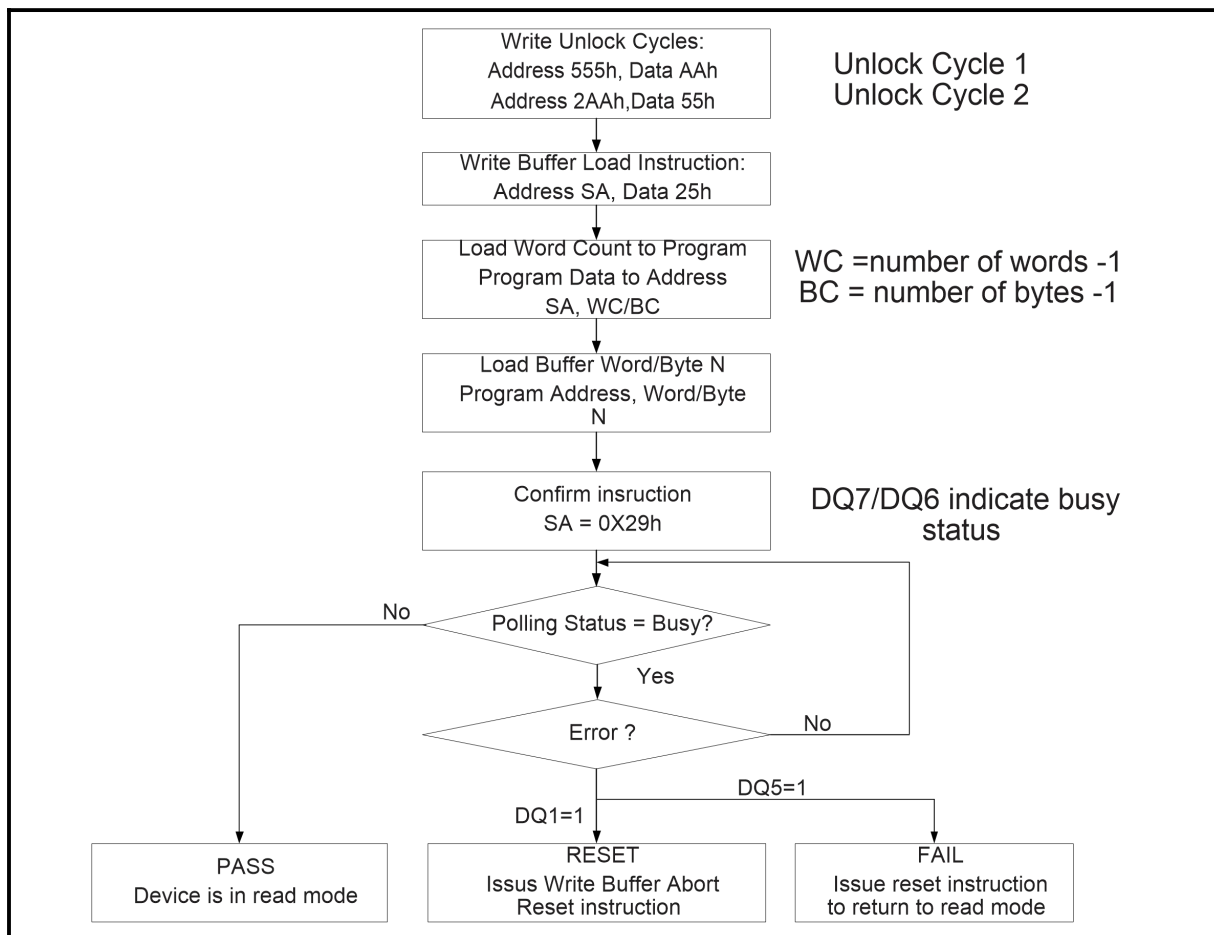 Write Unlock Cycles:
Address 555h, Data AAh
Address 2AAh,Data 55h
Unlock Cycle 1
Unlock Cycle 2
Write Buffer Load Instruction:
Address SA, Data 25h
Load Word Count to Program
Program Data to Address
SA, WC/BC
WC =number of words -1
BC = number of bytes -1
Load Buffer Word/Byte N
Program Address, Word/Byte
N
Confirm insruction
SA = 0X29h
DQ7/DQ6 indicate busy
status
Polling Status = Busy?
No
Yes
Error ?
No
DQ1=1
DQ5=1
PASS
Device is in read mode
RESET
Issus Write Buffer Abort
Reset instruction
FAIL
Issue reset instruction
to return to read mode